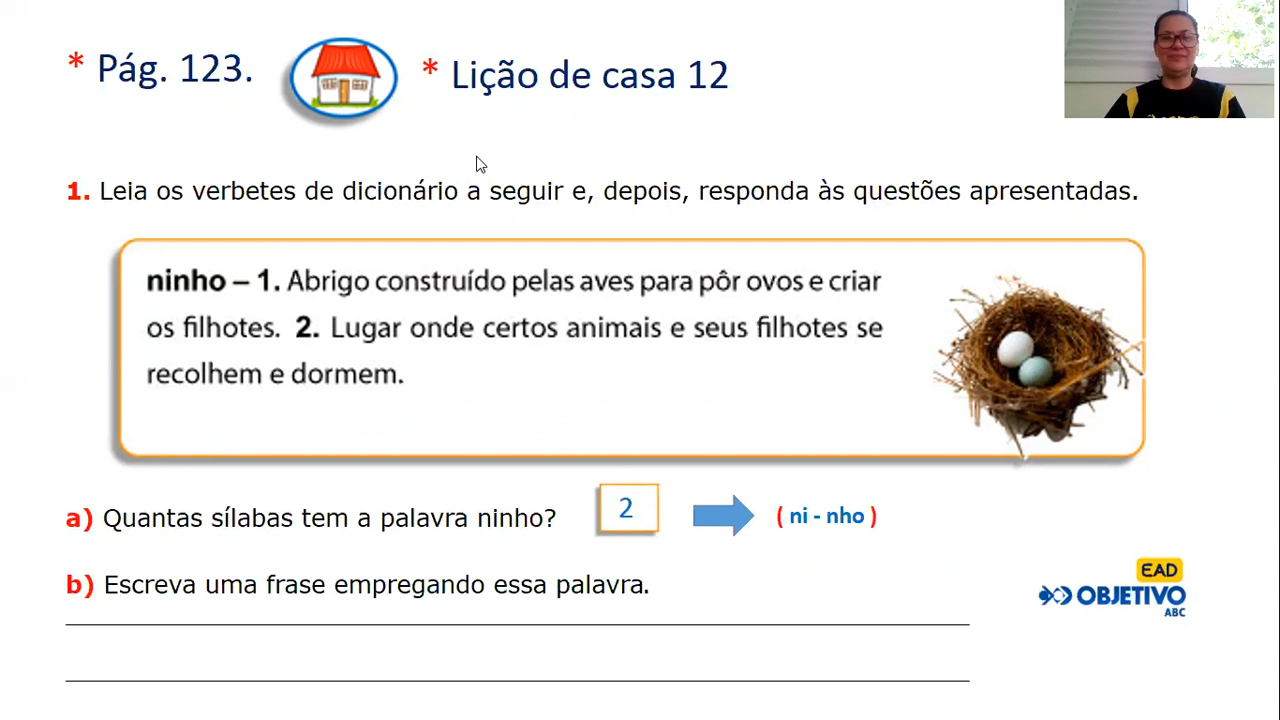 * Pág. 123.
* Lição de casa 12
1. Leia os verbetes de dicionário a seguir e, depois, responda às questões apresentadas.
ninho – 1. Abrigo construído pelas aves para pôr ovos e criar
os filhotes. 2. Lugar onde certos animais e seus filhotes se
recolhem e dormem.
a) Quantas sílabas tem a palavra ninho? 2 ( ni - nho )
b) Escreva uma frase empregando essa palavra.
EAD
OBJETIVO
ABC